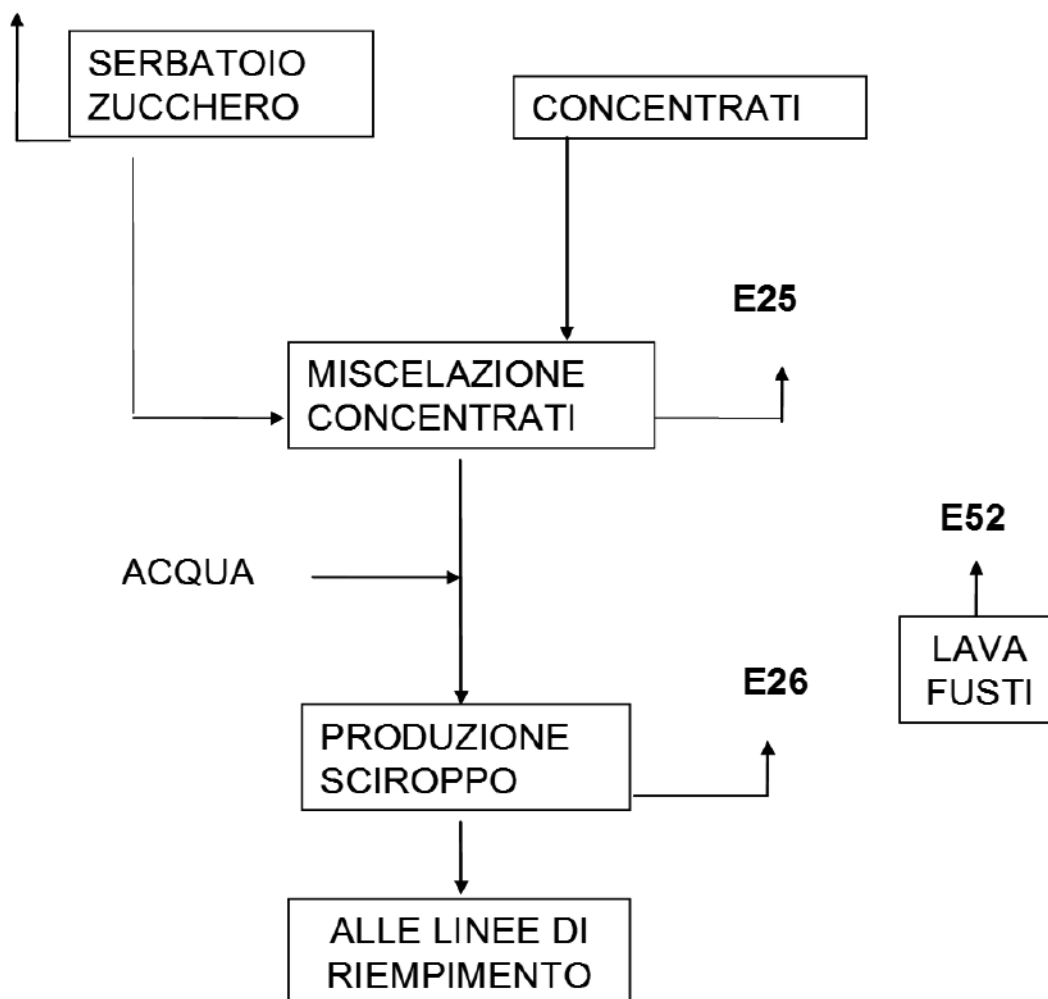 SERBATOIO
ZUCCHERO
CONCENTRATI
E25
MISCELAZIONE
CONCENTRATI
E52
ACQUA
LAVA
FUSTI
E26
PRODUZIONE
SCIROPPO
ALLE LINEE DI
RIEMPIMENTO